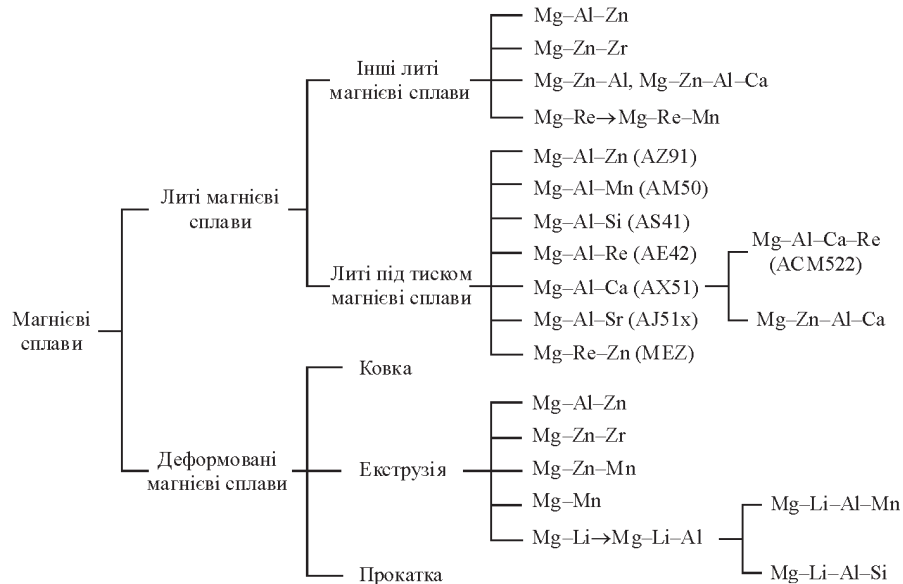 Магнієві
сплави
Литі магнієві
сплави
Інші литі
магнієві сплави
Mg–Al–Zn
Mg–Zn–Zr
Mg–Zn–Al, Mg–Zn–Al–Ca
Mg–Re→Mg–Re–Mn
Литі під тиском
магнієві сплави
Mg–Al–Zn (AZ91)
Mg–Al–Mn (AM50)
Mg–Al–Si (AS41)
Mg–Al–Re (AE42)
Mg–Al–Ca (AX51)
Mg–Al–Ca–Re
(ACM522)
Mg–Zn–Al–Ca
Mg–Al–Sr (AJ51x)
Mg–Re–Zn (MEZ)
Деформовані
магнієві сплави
Ковка
Екструзія
Mg–Al–Zn
Mg–Zn–Zr
Mg–Zn–Mn
Mg–Mn
Mg–Li→Mg–Li–Al
Mg–Li–Al–Mn
Mg–Li–Al–Si
Прокатка